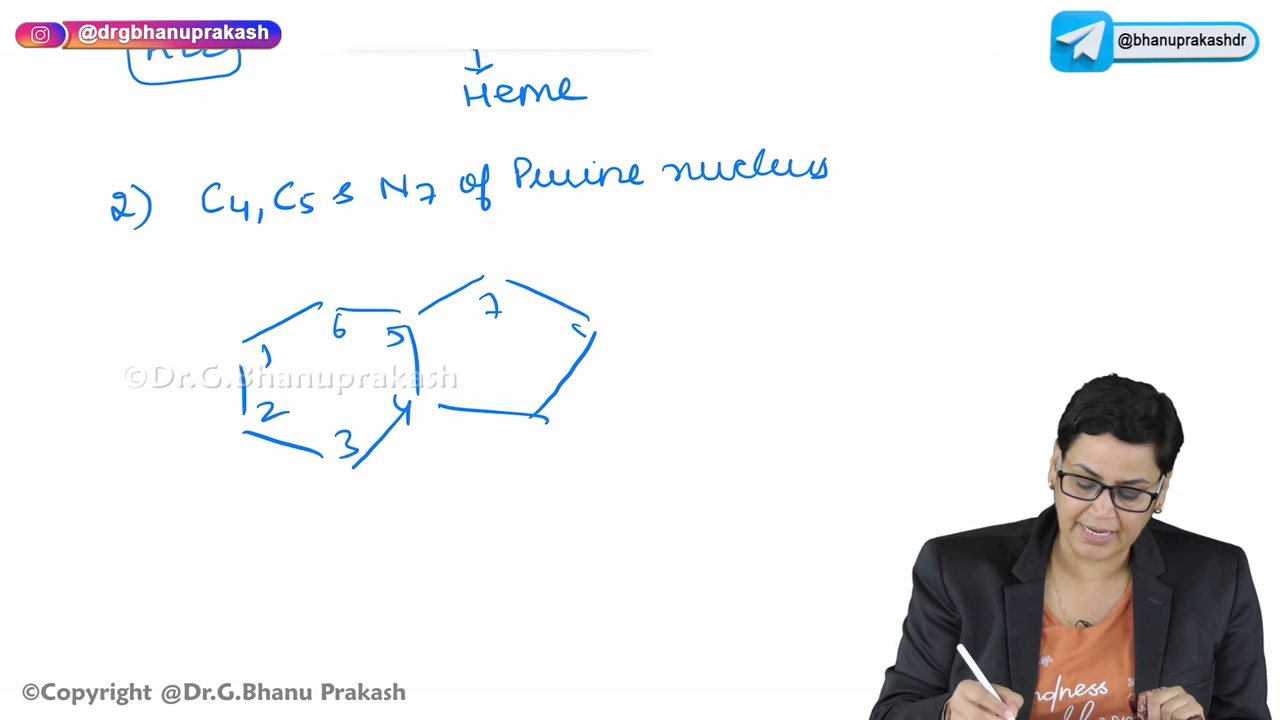 @drgbhanuprakash
@bhanuprakashdr
Heme
2) C4, C5 & N7 of Purine nucleus
7
6 5
1
©Dr.G.Bhanuprakash
2 4
3
kndness
©Copyright @Dr.G.Bhanu Prakash